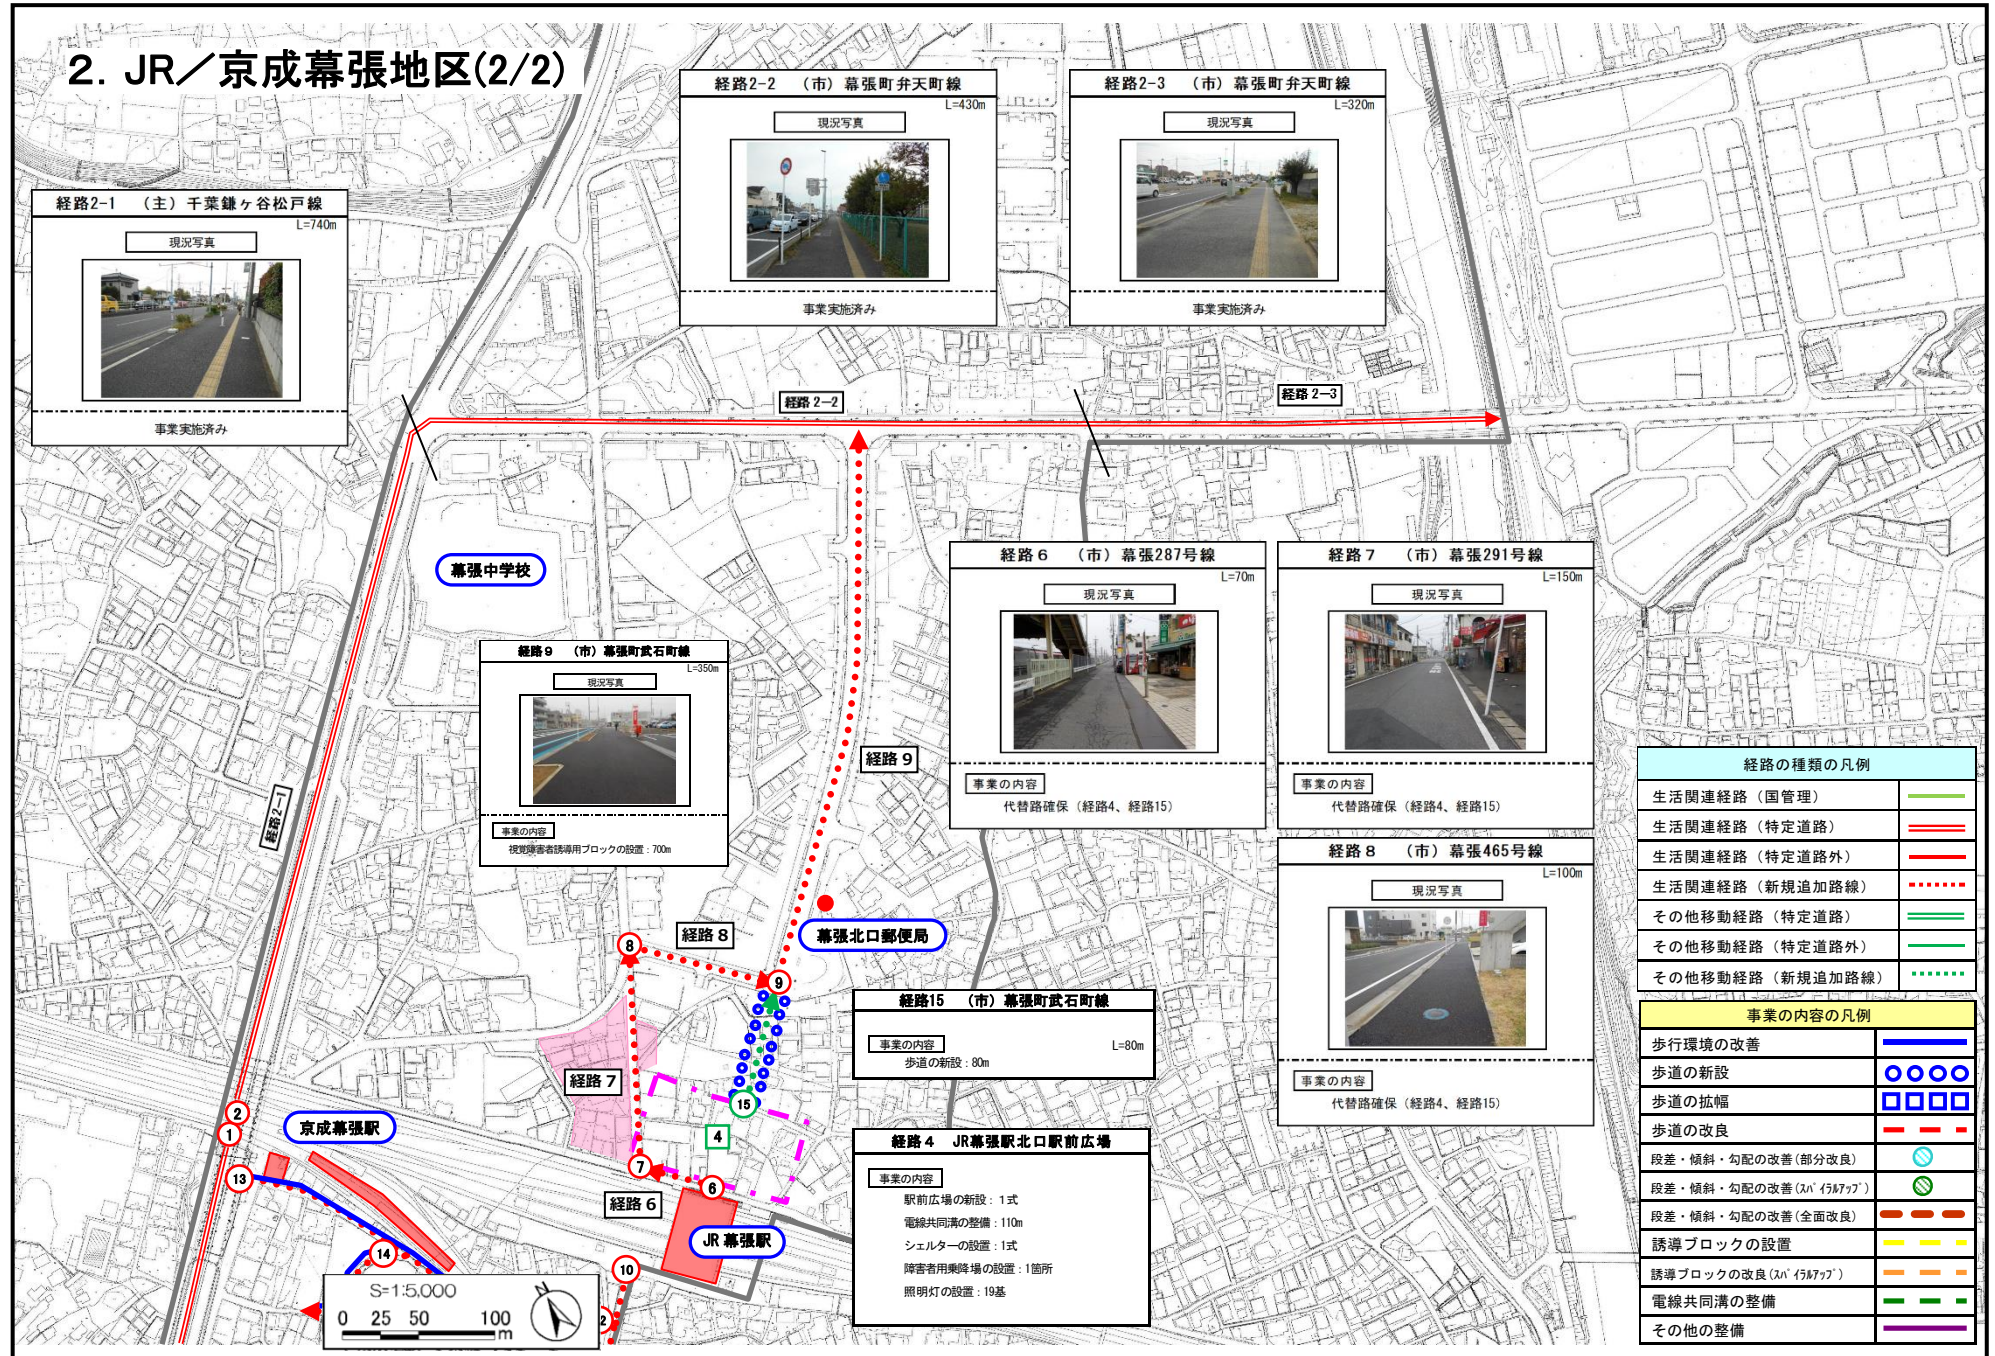 2. JR／京成幕張地区(2/2)
経路2-1　（主）千葉鎌ヶ谷松戸線
L=740m
現況写真
事業実施済み
経路2-2　（市）幕張町弁天町線
L=430m
現況写真
事業実施済み
経路2-3　（市）幕張町弁天町線
L=320m
現況写真
事業実施済み
経路 2-2
経路 2-3
幕張中学校
経路6　（市）幕張287号線
L=70m
現況写真
事業の内容
代替路確保（経路4、経路15）
経路7　（市）幕張291号線
L=150m
現況写真
事業の内容
代替路確保（経路4、経路15）
経路9　（市）幕張町武石町線
L=350m
現況写真
事業の内容
視覚障害者誘導用ブロックの設置：700m
経路 9
経路2-1
経路8　（市）幕張465号線
L=100m
現況写真
事業の内容
代替路確保（経路4、経路15）
経路 8
幕張北口郵便局
8
9
経路15　（市）幕張町武石町線
事業の内容
L=80m
歩道の新設：80m
経路 7
15
4
2
1
京成幕張駅
7
6
13
経路 6
JR 幕張駅
14
10
2
経路4　JR幕張駅北口駅前広場
事業の内容
駅前広場の新設：1式
電線共同溝の整備：110m
シェルターの設置：1式
障害者用乗降場の設置：1箇所
照明灯の設置：19基
S=1:5,000
0　25　50　100
m
N
経路の種類の凡例
生活関連経路（国管理）
生活関連経路（特定道路）
生活関連経路（特定道路外）
生活関連経路（新規追加路線）
その他移動経路（特定道路）
その他移動経路（特定道路外）
その他移動経路（新規追加路線）
事業の内容の凡例
歩行環境の改善
歩道の新設
歩道の拡幅
歩道の改良
段差・傾斜・勾配の改善(部分改良)
段差・傾斜・勾配の改善(ｽﾊﾟｲﾗﾙｱｯﾌﾟ)
段差・傾斜・勾配の改善(全面改良)
誘導ブロックの設置
誘導ブロックの改良(ｽﾊﾟｲﾗﾙｱｯﾌﾟ)
電線共同溝の整備
その他の整備